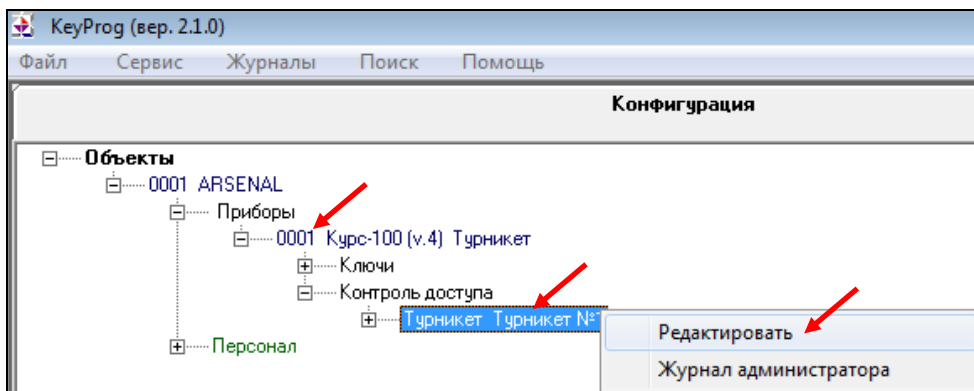 KeyProg (вер. 2.1.0)
Файл Сервис Журналы Поиск Помощь
Конфигурация
Объекты
0001 ARSENAL
Приборы
0001 Курс-100 (v.4) Турникет
Ключи
Контроль доступа
Турникет Турникет №
Редактировать
Персонал
Журнал администратора